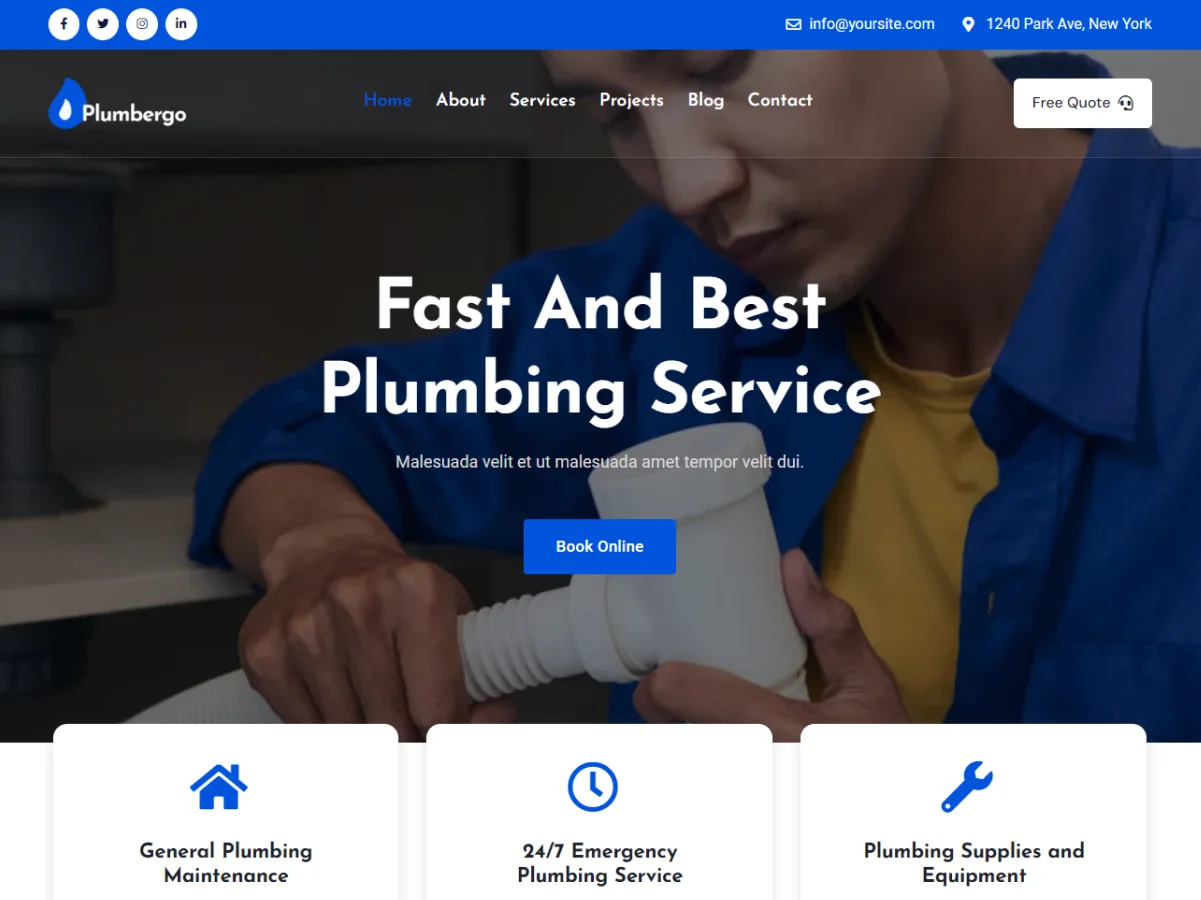 info@yoursite.com
1240 Park Ave, New York
Plumbergo
Home About Services Projects Blog Contact
Free Quote
Fast And Best
Plumbing Service
Malesuada velit et ut malesuada amet tempor velit dui.
Book Online
General Plumbing
Maintenance
24/7 Emergency
Plumbing Service
Plumbing Supplies and
Equipment